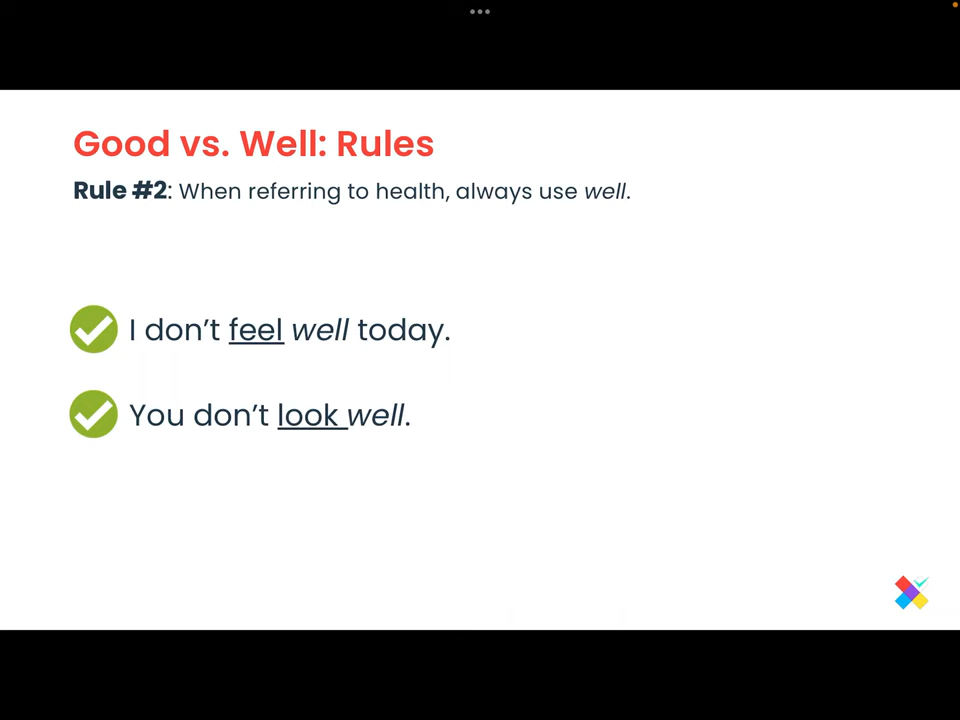 Good vs. Well: Rules
Rule #2: When referring to health, always use well.
I don’t feel well today.
You don’t look well.